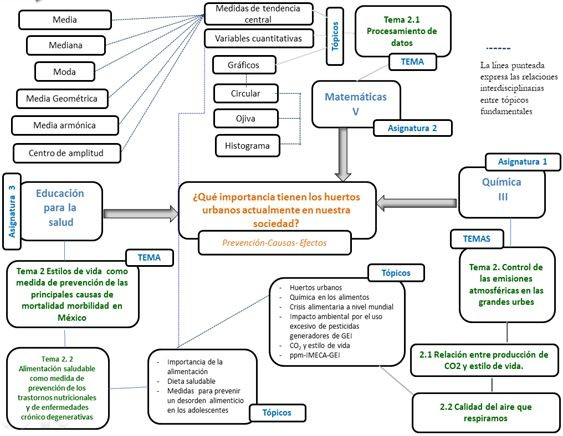 Media
Mediana
Moda
Media Geométrica
Media armónica
Centro de amplitud
Medidas de tendencia
central
Variables cuantitativas
Gráficos
Circular
Ojiva
Histograma
Tópicos
Tema 2.1
Procesamiento de
datos
TEMA
Matemáticas
V
Asignatura 2
La línea punteada
expresa las relaciones
interdisciplinarias
entre tópicos
fundamentales
Asignatura 1
Química
III
Asignatura 3
Educación
para la
salud
¿Qué importancia tienen los huertos
urbanos actualmente en nuestra
sociedad?
Prevención-Causas- Efectos
TEMA
Tema 2 Estilos de vida como
medida de prevención de las
principales causas de
mortalidad morbilidad en
México
Tema 2. 2
Alimentación saludable
como medida de
prevención de los
trastornos nutricionales
y de enfermedades
crónico degenerativas
- Importancia de la
alimentación
- Dieta saludable
- Medidas para prevenir
un desorden alimenticio en
los adolescentes
Tópicos
Tópicos
- Huertos urbanos
- Química en los alimentos
- Crisis alimentaria a nivel mundial
- Impacto ambiental por el uso
excesivo de pesticidas
generadores de GEI
- CO2 y estilo de vida
- ppm-IMECA-GEI
TEMAS
Tema 2. Control de
las emisiones
atmosféricas en las
grandes urbes
2.1 Relación entre producción de
CO2 y estilo de vida.
2.2 Calidad del aire que
respiramos